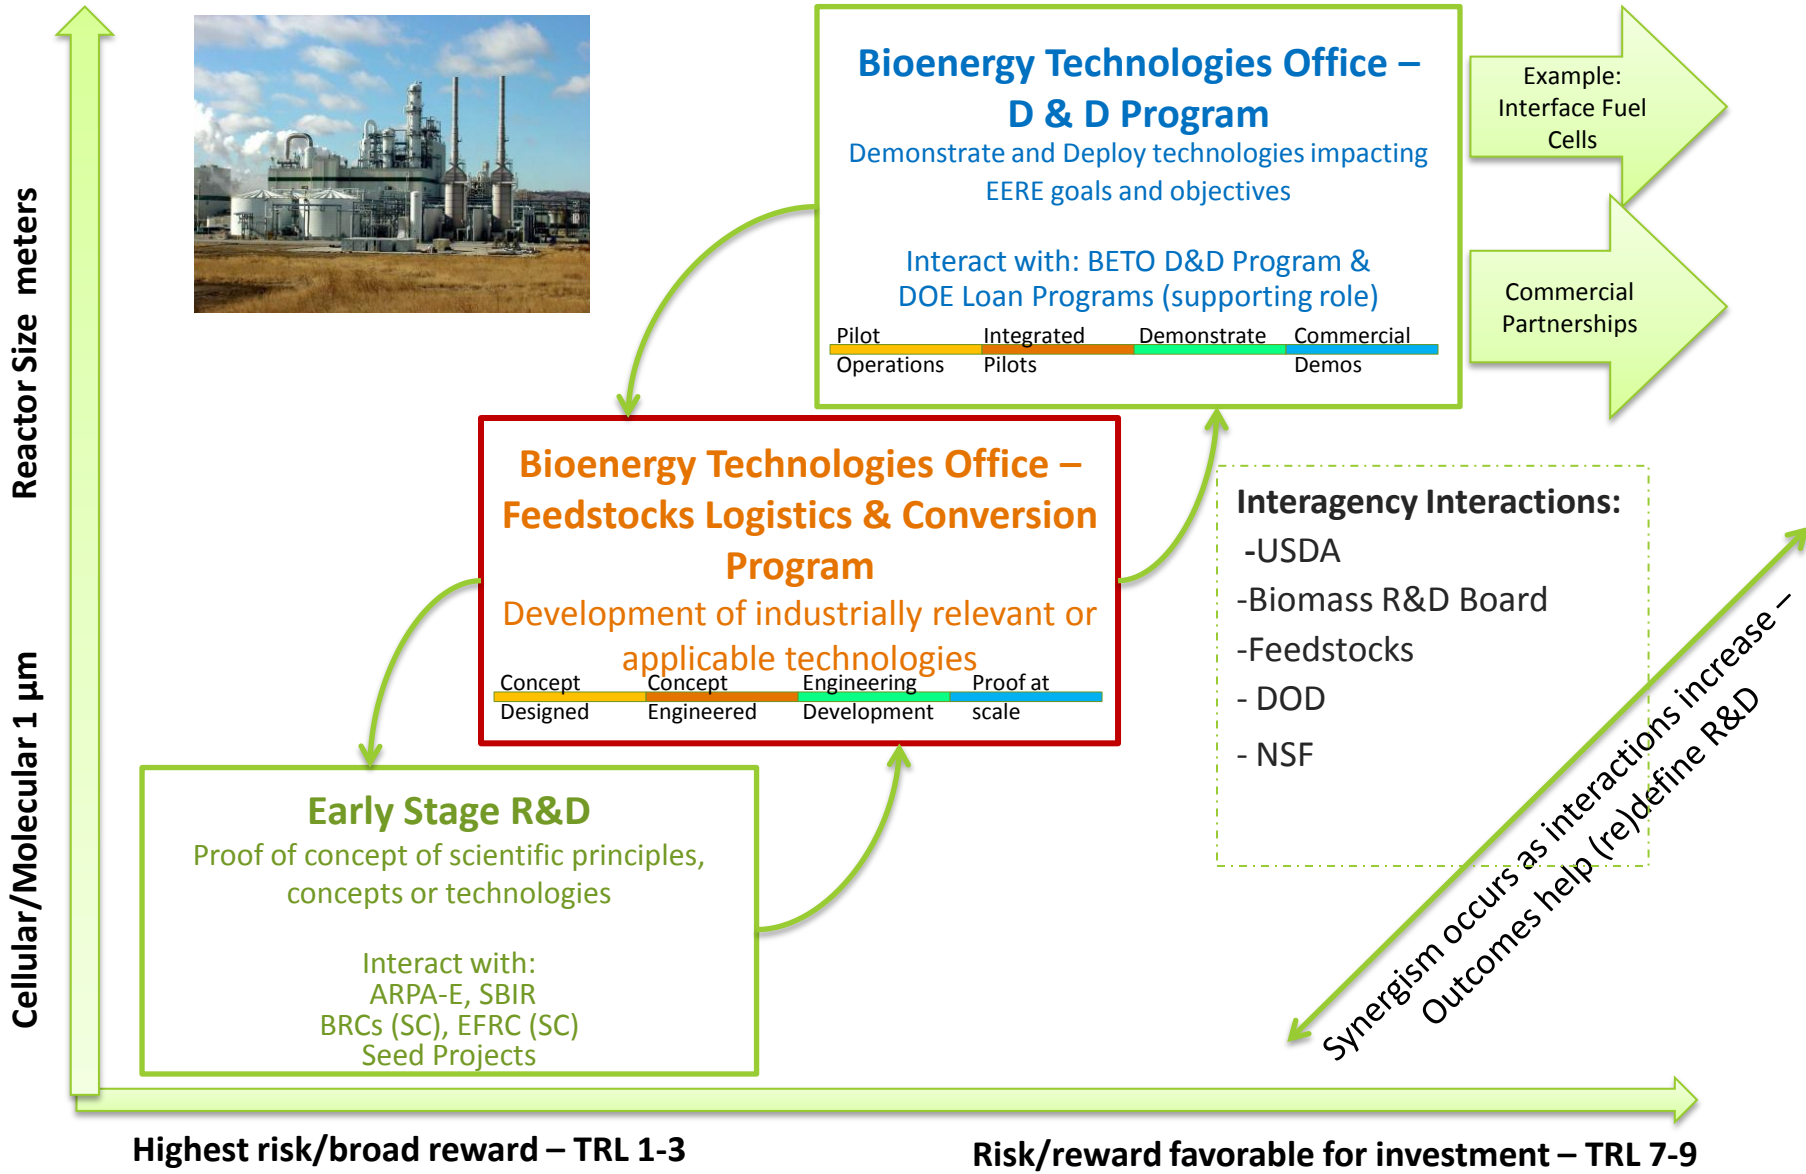 Bioenergy Technologies Office –
D & D Program
Demonstrate and Deploy technologies impacting
EERE goals and objectives
Interact with: BETO D&D Program &
DOE Loan Programs (supporting role)
Pilot
Operations
Integrated
Pilots
Demonstrate
Commercial
Demos
Example:
Interface Fuel
Cells
Commercial
Partnerships
Bioenergy Technologies Office –
Feedstocks Logistics & Conversion
Program
Development of industrially relevant or
applicable technologies
Concept
Designed
Concept
Engineered
Engineering
Development
Proof at
scale
Interagency Interactions:
-USDA
-Biomass R&D Board
-Feedstocks
- DOD
- NSF
Early Stage R&D
Proof of concept of scientific principles,
concepts or technologies
Interact with:
ARPA-E, SBIR
BRCs (SC), EFRC (SC)
Seed Projects
Synergism occurs as interactions increase –
Outcomes help (re)define R&D
Cellular/Molecular 1 µm
Reactor Size meters
Highest risk/broad reward – TRL 1-3
Risk/reward favorable for investment – TRL 7-9